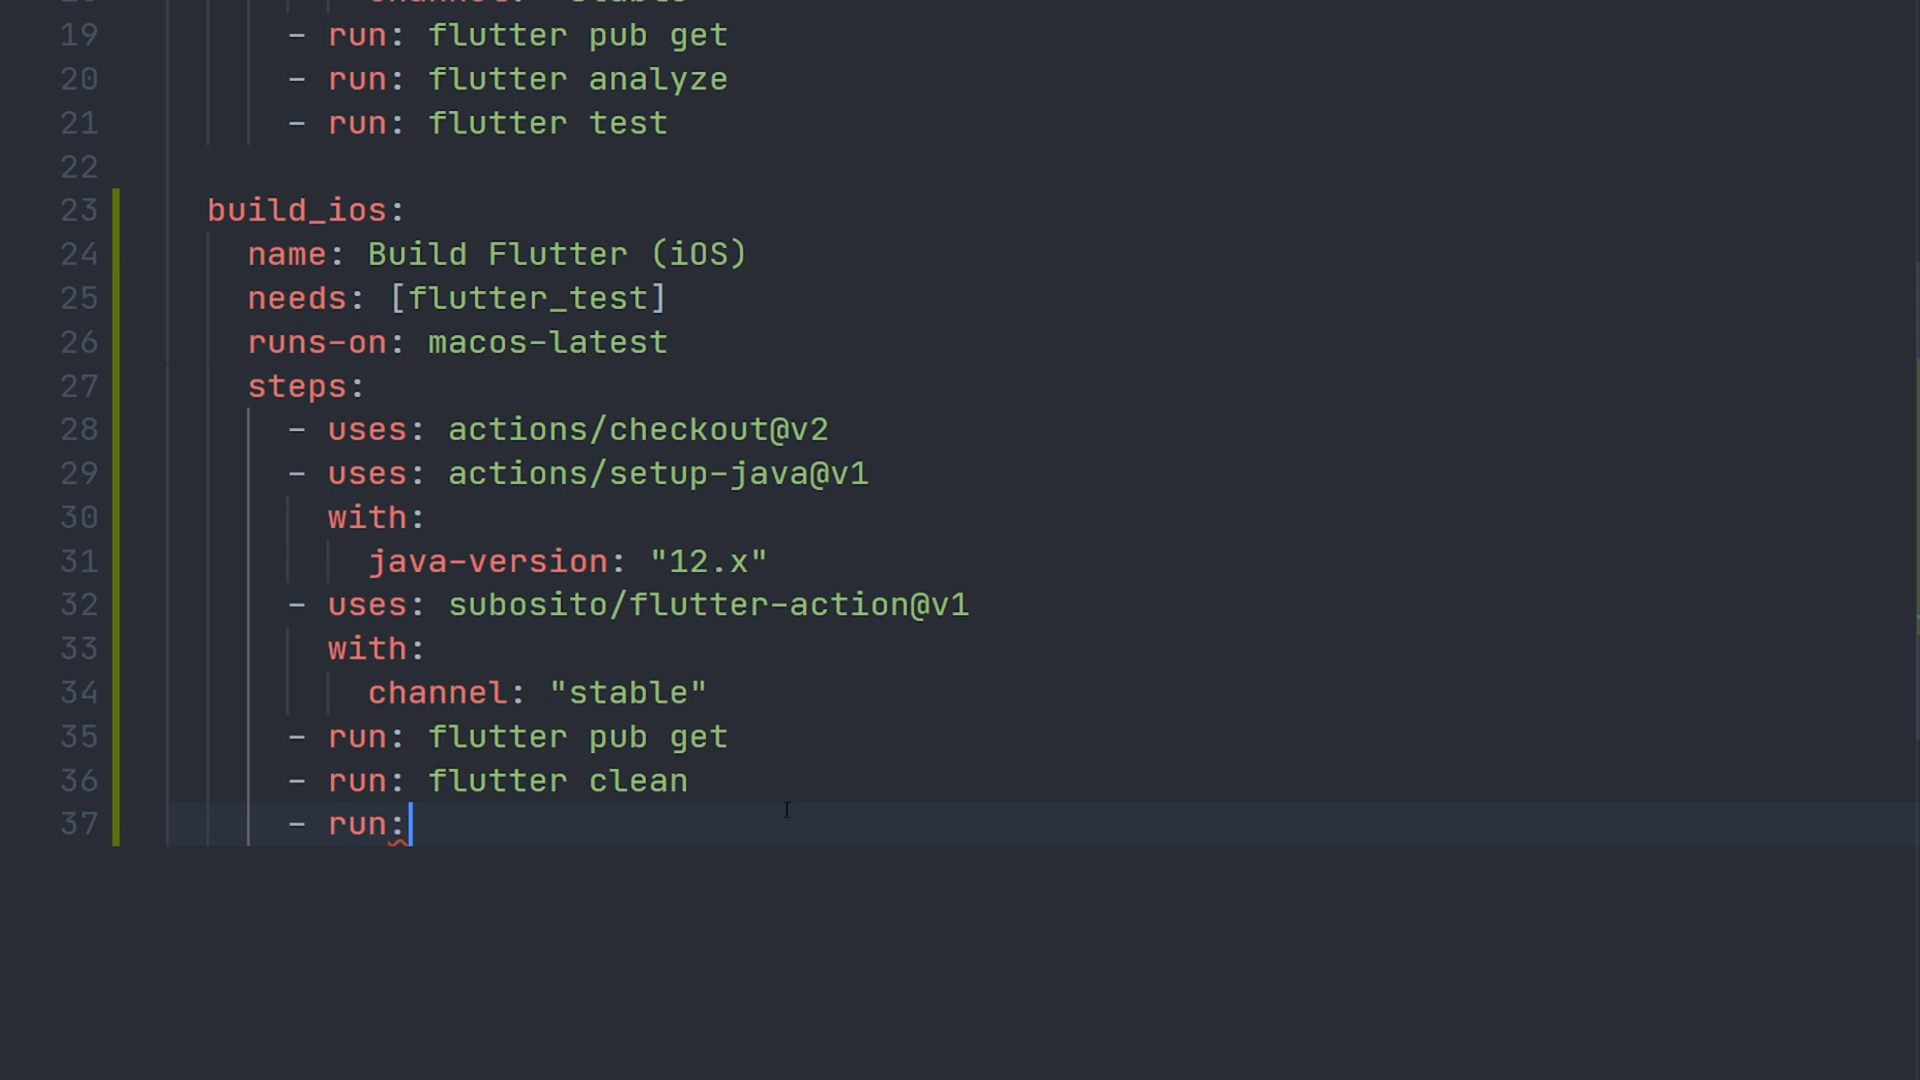 19 - run: flutter pub get
20 - run: flutter analyze
21 - run: flutter test
22
23 build_ios:
24 name: Build Flutter (iOS)
25 needs: [flutter_test]
26 runs-on: macos-latest
27 steps:
28 - uses: actions/checkout@v2
29 - uses: actions/setup-java@v1
30 with:
31 java-version: "12.x"
32 - uses: subosito/flutter-action@v1
33 with:
34 channel: "stable"
35 - run: flutter pub get
36 - run: flutter clean
37 - run: